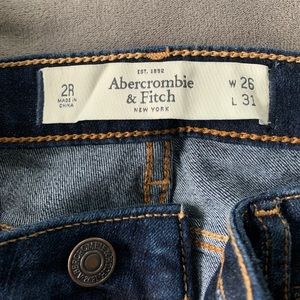 EST. 1892
2R
MADE IN
CHINA
Abercrombie
& Fitch
NEW YORK
W 26
L 31